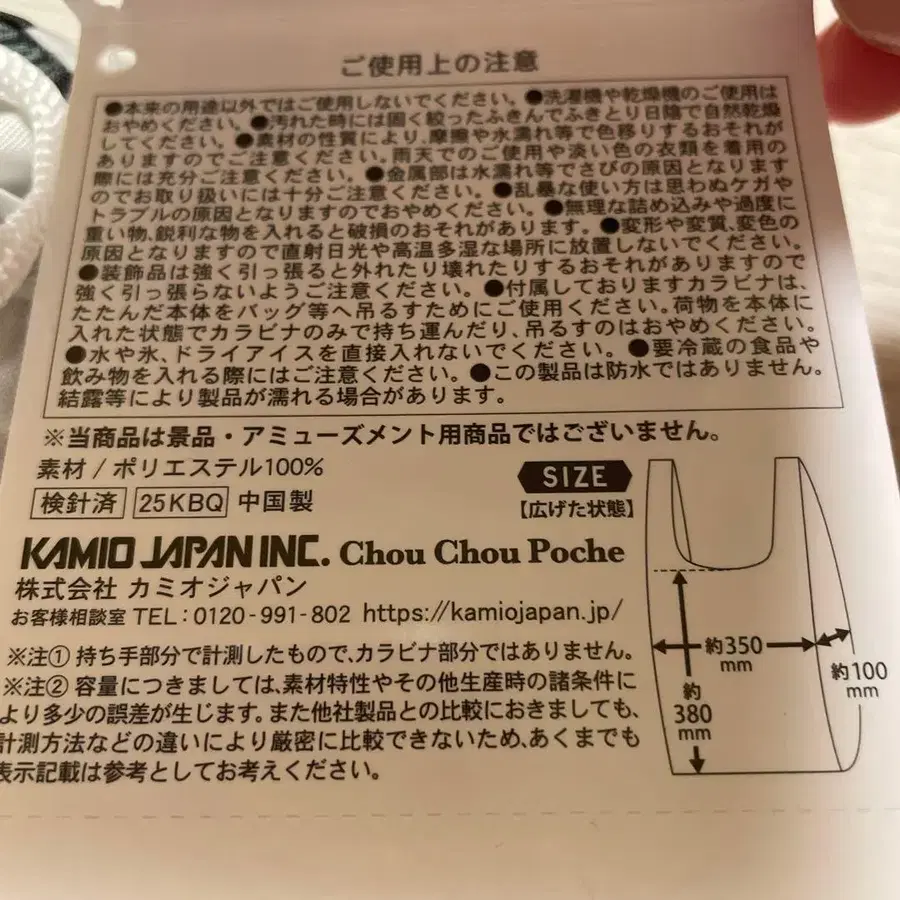 ご使用上の注意
●本来の用途以外ではご使用しないでください。●洗濯機や乾燥機のご使用は
おやめください。●汚れた時には固く絞ったふきんでふきとり日陰で自然乾燥
してください。●素材の性質により、摩擦や水濡れ等で色移りするおそれが
ありますのでご注意ください。雨天でのご使用や淡い色の衣類を着用の
際には充分ご注意ください。●金属部は水濡れ等でさびの原因となります
のでお取り扱いには十分ご注意ください。●乱暴な使い方は思わぬケガや
トラブルの原因となりますのでおやめください。●無理な詰め込みや過度に
重い物、鋭利な物を入れると破損のおそれがあります。●変形や変質、変色の
原因となりますので直射日光や高温多湿な場所に放置しないでください。
●装飾品は強く引っ張ると外れたり壊れたりするおそれがありますので
強く引っ張らないようご注意ください。●付属しておりますカラビナは、
たたんだ本体をバッグ等へ吊るすためにご使用ください。荷物を本体に
入れた状態でカラビナのみで持ち運んだり、吊るすのはおやめください。
●水や氷、ドライアイスを直接入れないでください。●要冷蔵の食品や
飲み物を入れる際にはご注意ください。●この製品は防水ではありません。
結露等により製品が濡れる場合があります。
※当商品は景品・アミューズメント用商品ではございません。
素材/ポリエステル100%
検針済 25KBQ 中国製
SIZE
【広げた状態】
KAMIO JAPAN INC. Chou Chou Poche
株式会社 カミオジャパン
お客様相談室 TEL:0120-991-802 https://kamiojapan.jp/
※注① 持ち手部分で計測したもので、カラビナ部分ではありません。
※注② 容量につきましては、素材特性やその他生産時の諸条件に
より多少の誤差が生じます。また他社製品との比較におきましても、
計測方法などの違いにより厳密に比較できないため、あくまでも
表示記載は参考としてお考えください。
約350
mm
約100
mm
約
380
mm